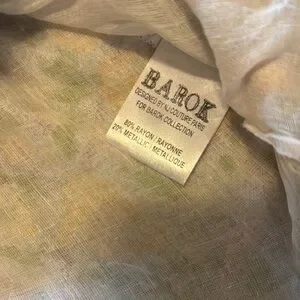 BAROK
DESIGNED BY NJ COUTURE PARIS
FOR BAROK COLLECTION
80% RAYON / RAYONNE
20% METALLIC / METALLIQUE